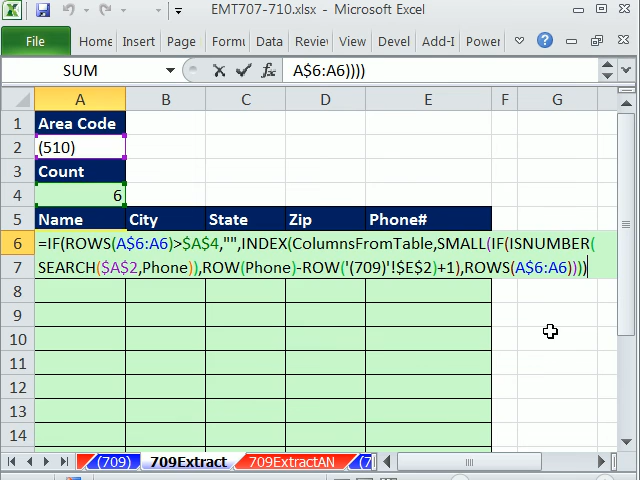 EMT707-710.xlsx - Microsoft Excel
File Home Insert Page Formu Data Revie View Devel Add-I Power
SUM fx A$6:A6))))
A B C D E F G
1 Area Code
2 (510)
3 Count
4 6
5 Name City State Zip Phone#
6 =IF(ROWS(A$6:A6)>$A$4,"",INDEX(ColumnsFromTable,SMALL(IF(ISNUMBER(
7 SEARCH($A$2,Phone)),ROW(Phone)-ROW('(709)'!$E$2)+1),ROWS(A$6:A6))))
8
9
10
11
12
13
14
(709) 709Extract 709ExtractAN (7